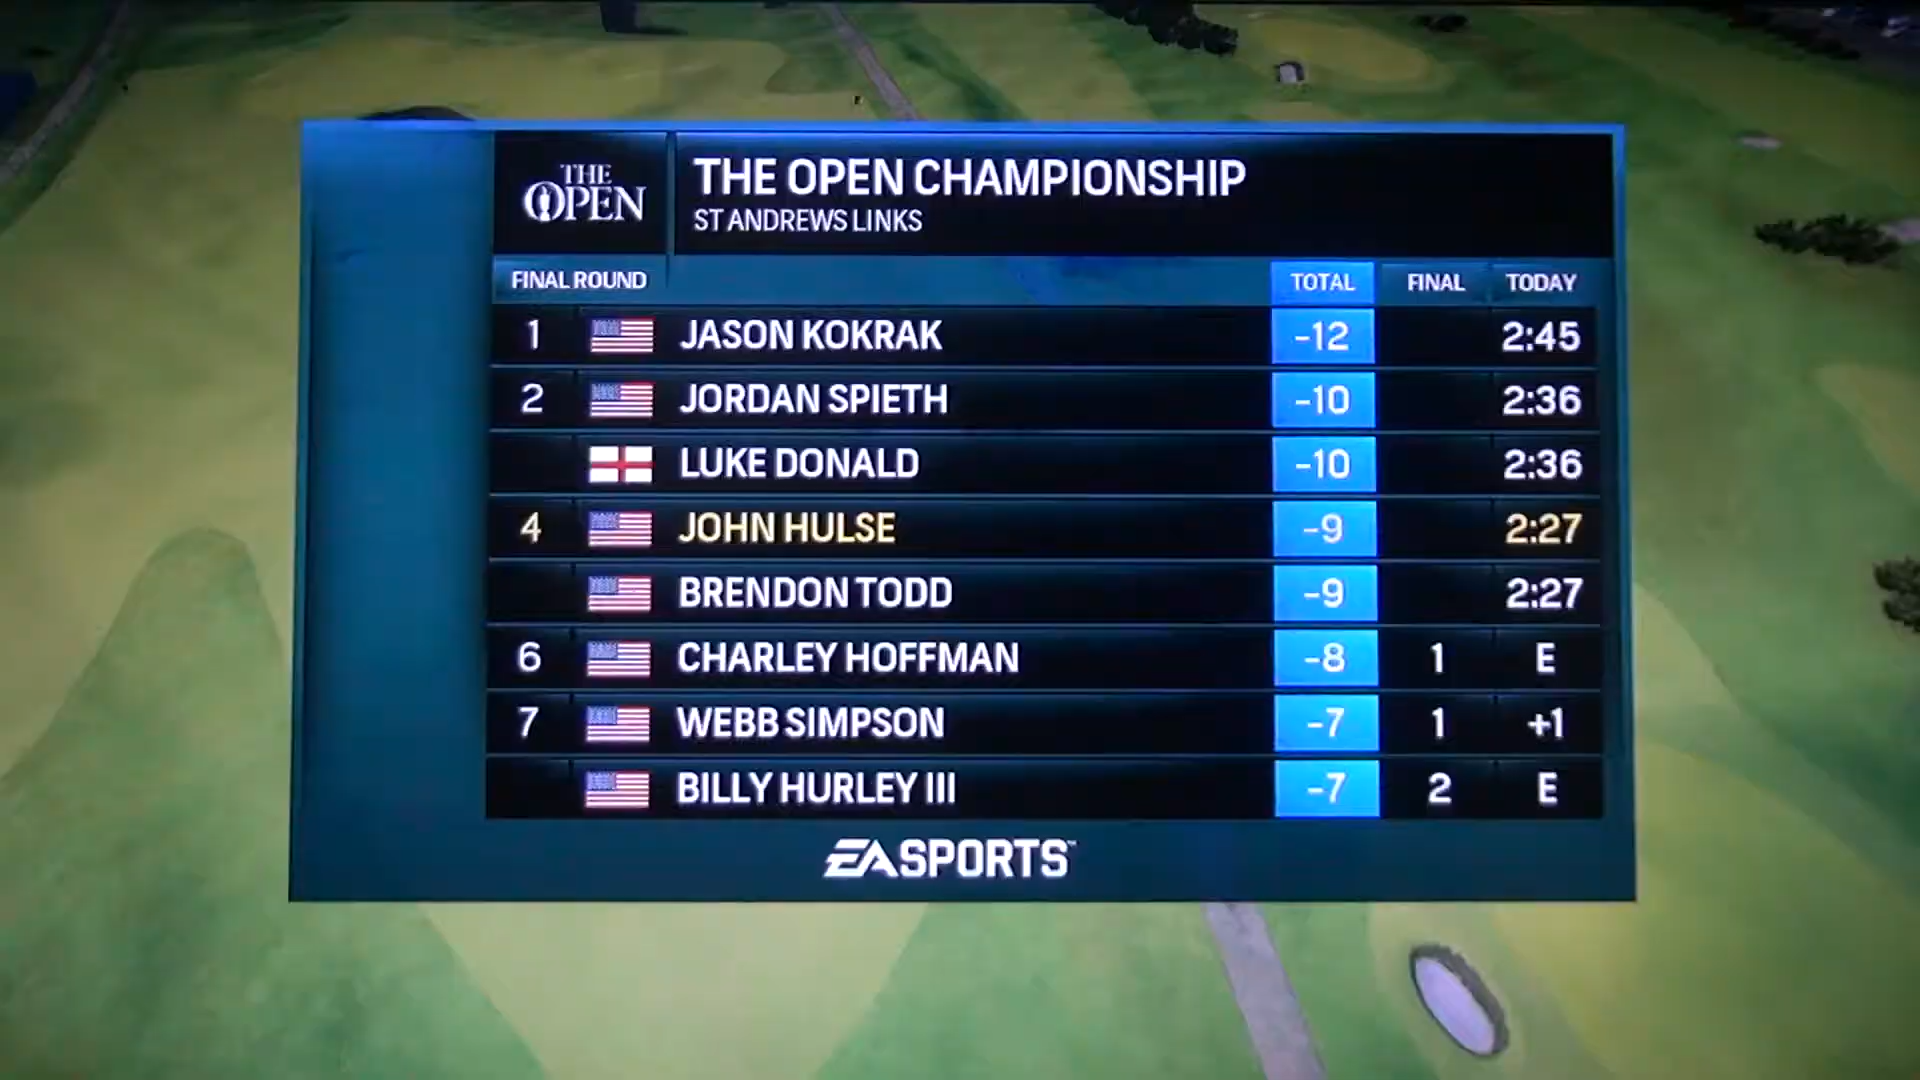 THE
OPEN
THE OPEN CHAMPIONSHIP
ST ANDREWS LINKS
FINAL ROUND TOTAL FINAL TODAY
1 JASON KOKRAK -12 2:45
2 JORDAN SPIETH -10 2:36
LUKE DONALD -10 2:36
4 JOHN HULSE -9 2:27
BRENDON TODD -9 2:27
6 CHARLEY HOFFMAN -8 1 E
7 WEBB SIMPSON -7 1 +1
BILLY HURLEY III -7 2 E
EA SPORTS™